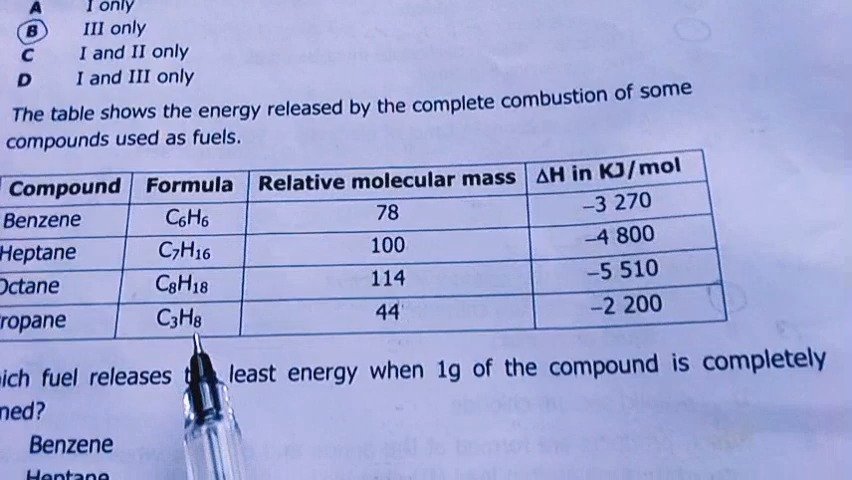 A I only
B III only
C I and II only
D I and III only
The table shows the energy released by the complete combustion of some
compounds used as fuels.
Compound Formula Relative molecular mass ΔH in KJ/mol
Benzene C₆H₆ 78 –3 270
Heptane C₇H₁₆ 100 –4 800
Octane C₈H₁₈ 114 –5 510
ropane C₃H₈ 44 –2 200
ich fuel releases least energy when 1g of the compound is completely
ned?
Benzene
Heptane